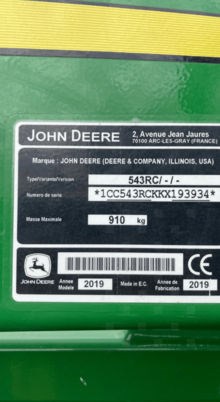 JOHN DEERE
2, Avenue Jean Jaures
70100 ARC-LES-GRAY (FRANCE)
Marque : JOHN DEERE (DEERE & COMPANY, ILLINOIS, USA)
Type/Variante/Version 543RC/ - / -
Numero de serie *1CC543RCKKX193934*
Masse Maximale 910 kg
CE
JOHN DEERE Annee Modele 2019 Made in E.C. Annee de Fabrication 2019